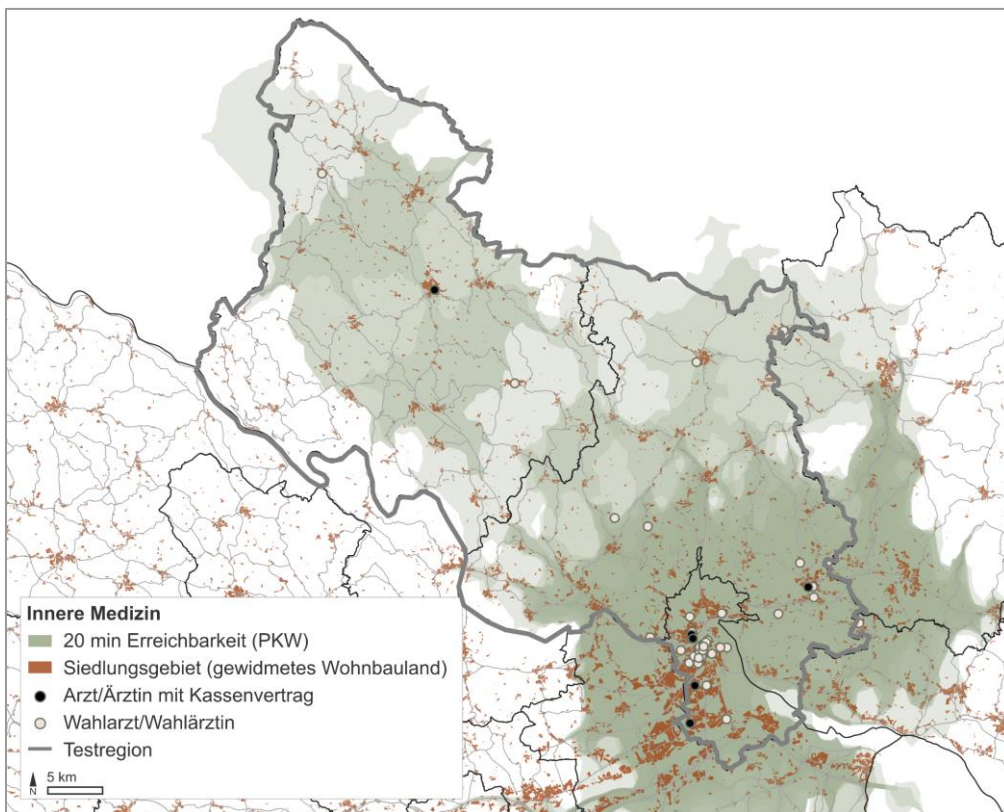 Innere Medizin
20 min Erreichbarkeit (PKW)
Siedlungsgebiet (gewidmetes Wohnbauland)
Arzt/Ärztin mit Kassenvertrag
Wahlarzt/Wahlärztin
Testregion
N
5 km